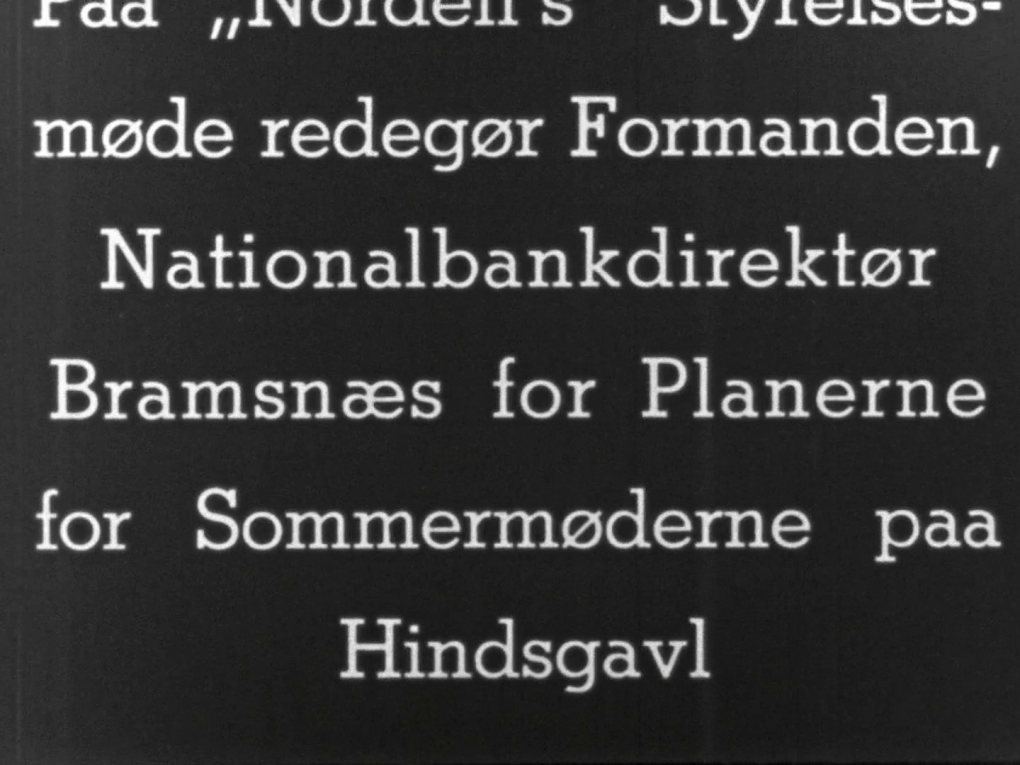 Paa „Norden's Styrelses-
møde redegør Formanden,
Nationalbankdirektør
Bramsnæs for Planerne
for Sommermøderne paa
Hindsgavl